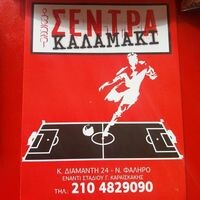 ΣΕΝΤΡΑ
ΚΑΛΑΜΑΚΙ
Κ. ΔΙΑΜΑΝΤΗ 24 - Ν. ΦΑΛΗΡΟ
ΕΝΑΝΤΙ ΣΤΑΔΙΟΥ Γ. ΚΑΡΑΪΣΚΑΚΗΣ
ΤΗΛ.: 210 4829090